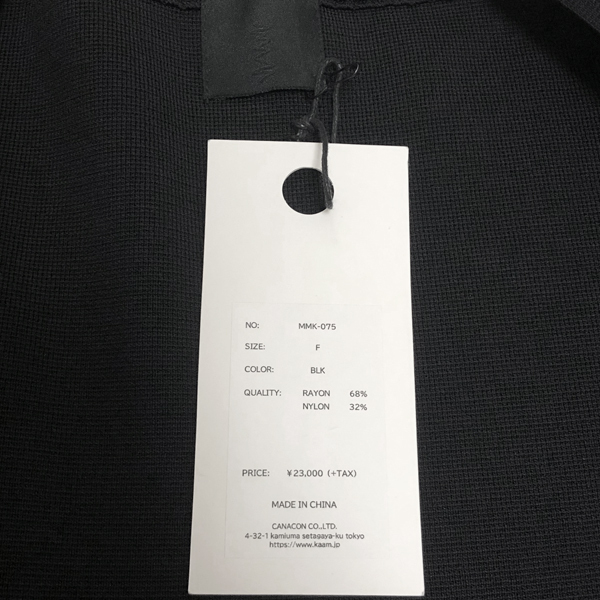 NO: MMK-075
SIZE: F
COLOR: BLK
QUALITY: RAYON 68%
NYLON 32%
PRICE: ¥23,000 (+TAX)
MADE IN CHINA
CANACON CO.,LTD.
4-32-1 kamiuma setagaya-ku tokyo
https://www.kaam.jp